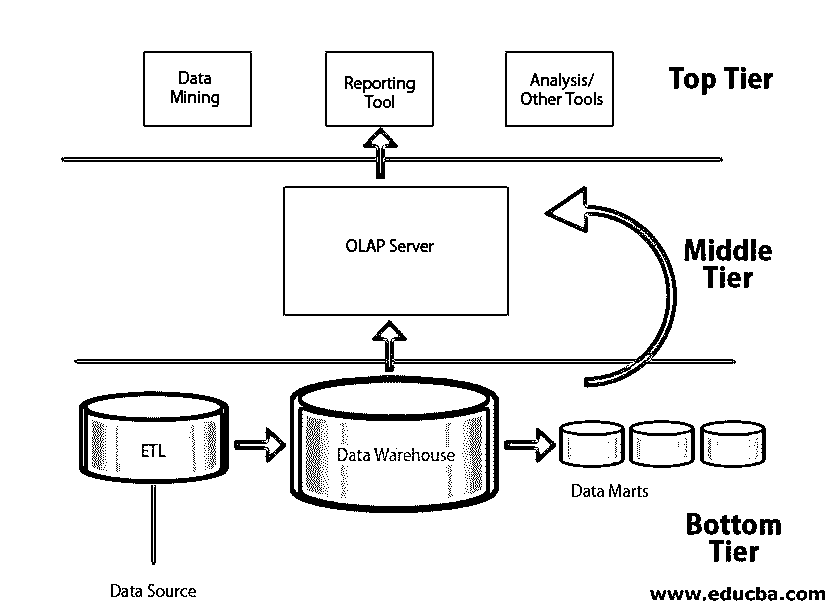 Data
Mining
Reporting
Tool
Analysis/
Other Tools
Top Tier
OLAP Server
Middle
Tier
ETL
Data Warehouse
Data Marts
Bottom
Tier
Data Source
www.educba.com